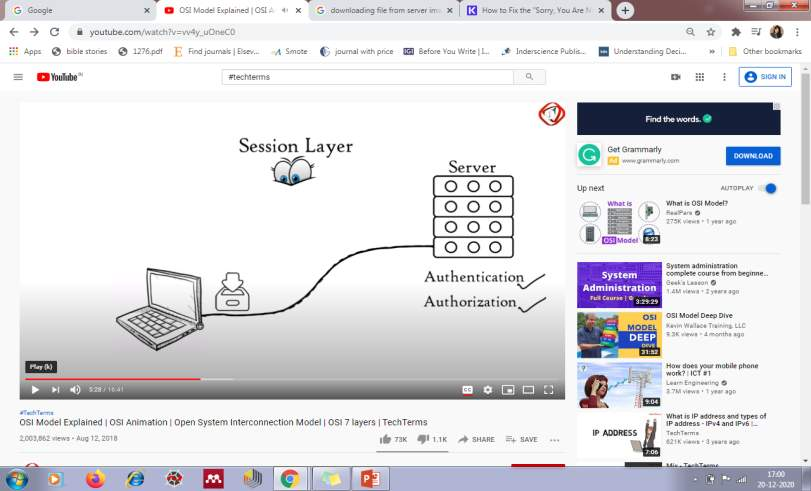 Google
OSI Model Explained | OSI A
downloading file from server ima
How to Fix the "Sorry, You Are N
youtube.com/watch?v=vv4y_uOneC0
Apps
bible stories
1276.pdf
Find journals | Elsev...
Smote
journal with price
Before You Write | I...
Inderscience Publis...
Understanding Deci...
Other bookmarks
YouTube IN
#techterms
SIGN IN
Session Layer
Server
Authentication
Authorization
Play (k)
5:28 / 16:41
Find the words.
Get Grammarly
Ad www.grammarly.com
DOWNLOAD
Up next
AUTOPLAY
What is
OSI Model
8:23
What is OSI Model?
RealPars
275K views • 1 year ago
System
Administration
3:29:29
System administration
complete course from beginne...
Geek's Lesson
1.4M views • 2 years ago
OSI
MODEL
DEEP
DIVE
31:52
OSI Model Deep Dive
Kevin Wallace Training, LLC
9.3K views • 4 months ago
9:04
How does your mobile phone
work? | ICT #1
Learn Engineering
3.7M views • 1 year ago
IP ADDRESS
7:06
What is IP address and types of
IP address - IPv4 and IPv6 |...
TechTerms
621K views • 3 years ago
#TechTerms
OSI Model Explained | OSI Animation | Open System Interconnection Model | OSI 7 layers | TechTerms
2,003,862 views • Aug 12, 2018
73K
1.1K
SHARE
SAVE
17:00
20-12-2020